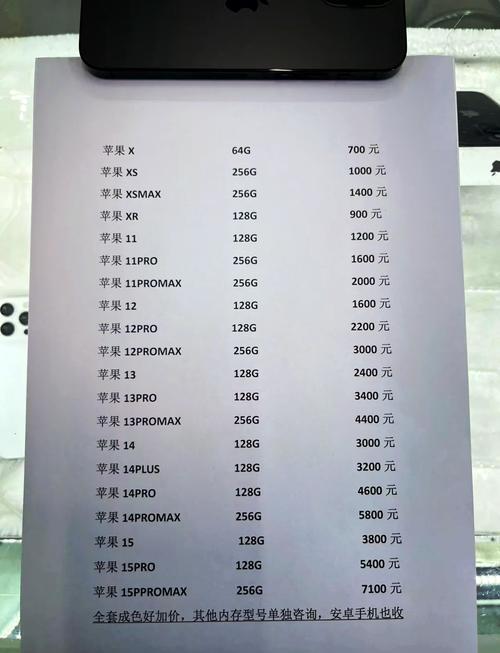 苹果 X 64G 700 元
苹果 XS 256G 1000 元
苹果 XSMAX 256G 1400 元
苹果 XR 128G 900 元
苹果 11 128G 1200 元
苹果 11PRO 256G 1600 元
苹果 11PROMAX 256G 2000 元
苹果 12 128G 1600 元
苹果 12PRO 128G 2200 元
苹果 12PROMAX 256G 3000 元
苹果 13 128G 2400 元
苹果 13PRO 128G 3400 元
苹果 13PROMAX 256G 4400 元
苹果 14 128G 3000 元
苹果 14PLUS 128G 3200 元
苹果 14PRO 128G 4600 元
苹果 14PROMAX 256G 5800 元
苹果 15 128G 3800 元
苹果 15PRO 128G 5400 元
苹果 15PPROMAX 256G 7100 元
全套成色好加价，其他内存型号单独咨询，安卓手机也收